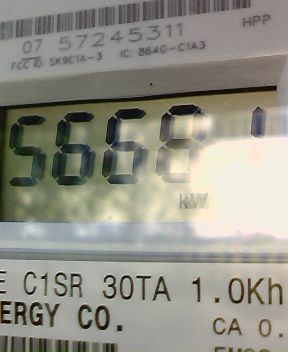 HPP
07 57245311
FCC ID: SK9C1A-3 IC: 864G-C1A3
5668
kW
E C1SR 30TA 1.0Kh
ERGY CO.
CA 0.